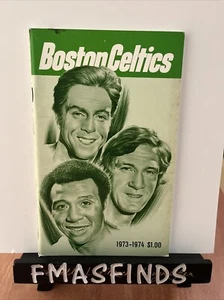 Boston Celtics
1973-1974 $1.00
FMASFINDS